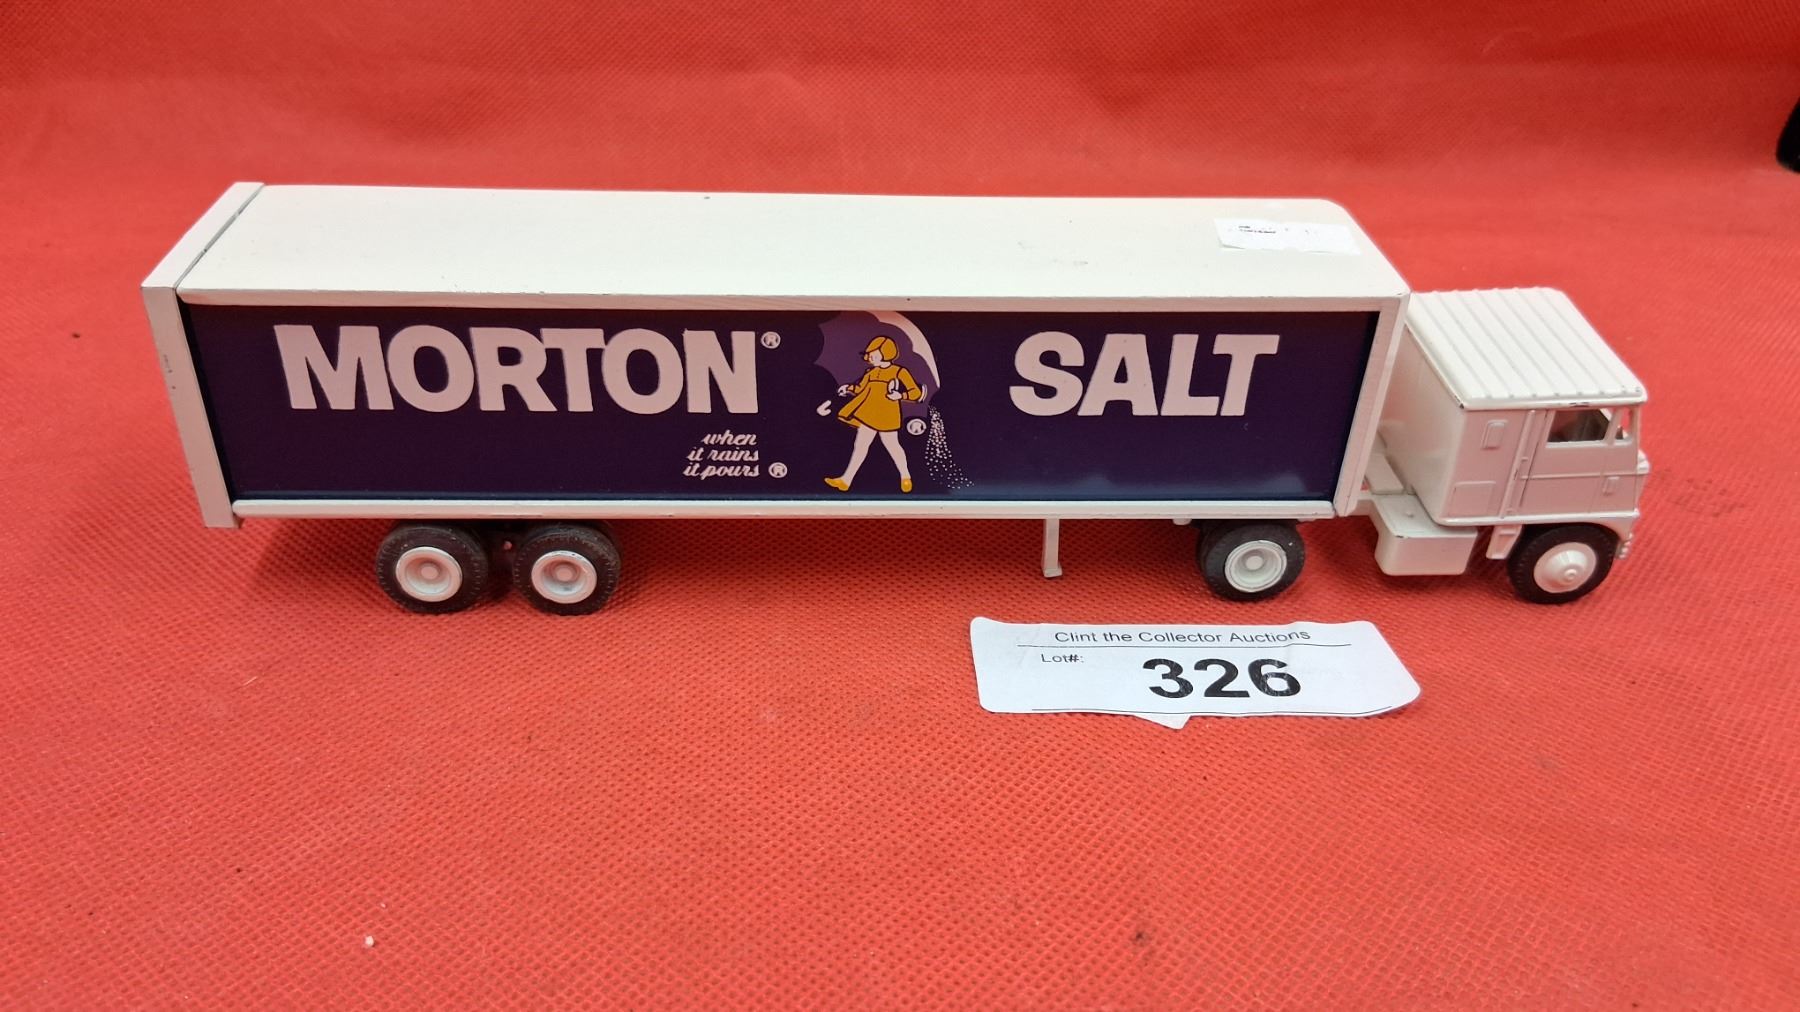 MORTON® SALT
when
it rains
it pours ®
®
Clint the Collector Auctions
Lot#:
326